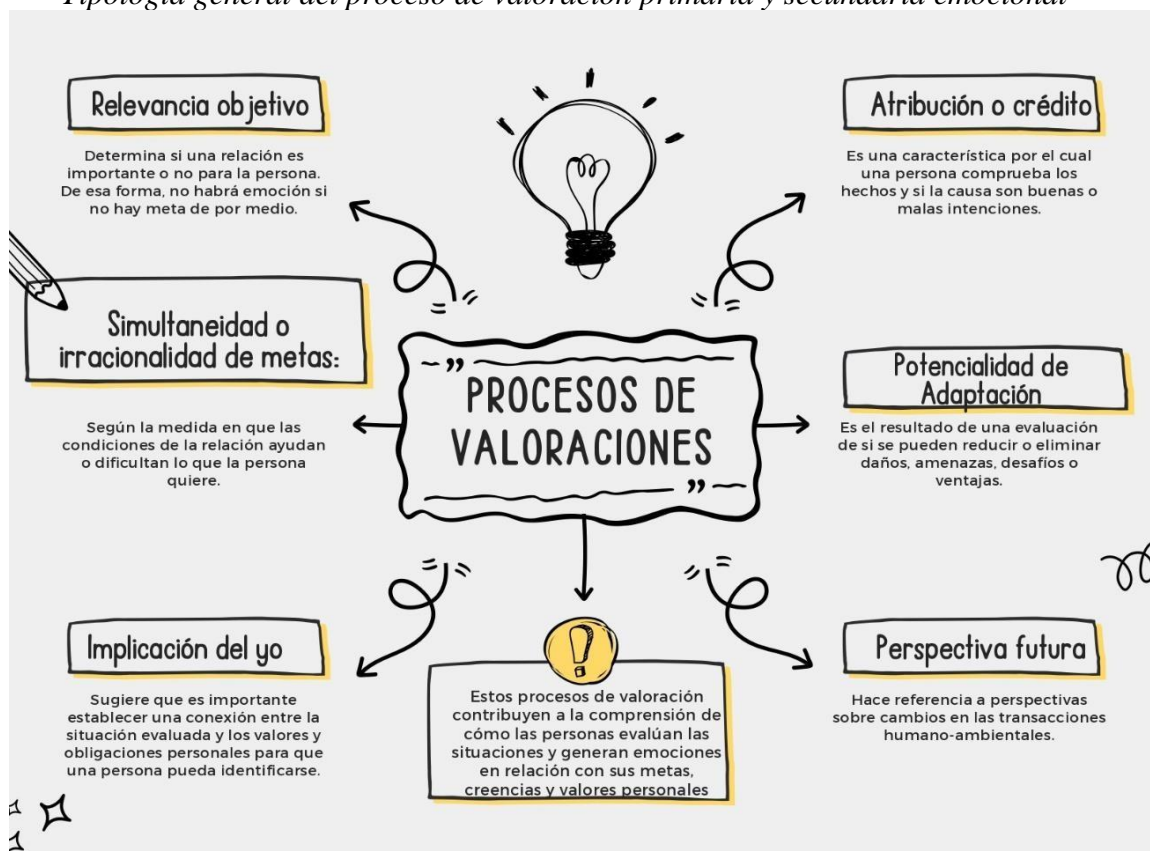 Tipología general del proceso de valoración primaria y secundaria emocional
Relevancia objetivo
Determina si una relación es
importante o no para la persona.
De esa forma, no habrá emoción si
no hay meta de por medio.
Simultaneidad o
irracionalidad de metas:
Según la medida en que las
condiciones de la relación ayudan
o dificultan lo que la persona
quiere.
Implicación del yo
Sugiere que es importante
establecer una conexión entre la
situación evaluada y los valores y
obligaciones personales para que
una persona pueda identificarse.
PROCESOS DE
VALORACIONES
Estos procesos de valoración
contribuyen a la comprensión de
cómo las personas evalúan las
situaciones y generan emociones
en relación con sus metas,
creencias y valores personales
Atribución o crédito
Es una característica por el cual
una persona comprueba los
hechos y si la causa son buenas o
malas intenciones.
Potencialidad de
Adaptación
Es el resultado de una evaluación
de si se pueden reducir o eliminar
daños, amenazas, desafíos o
ventajas.
Perspectiva futura
Hace referencia a perspectivas
sobre cambios en las transacciones
humano-ambientales.